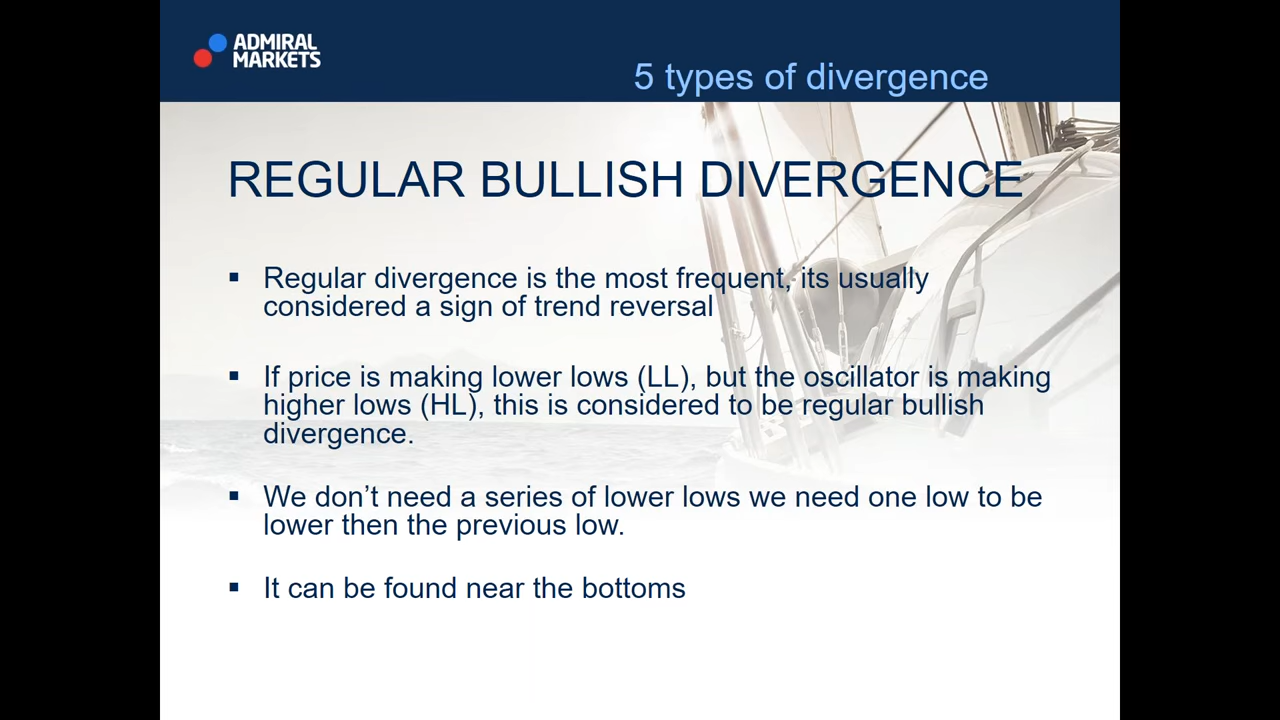 ADMIRAL
MARKETS
5 types of divergence
REGULAR BULLISH DIVERGENCE
▪ Regular divergence is the most frequent, its usually
considered a sign of trend reversal
▪ If price is making lower lows (LL), but the oscillator is making
higher lows (HL), this is considered to be regular bullish
divergence.
▪ We don’t need a series of lower lows we need one low to be
lower then the previous low.
▪ It can be found near the bottoms